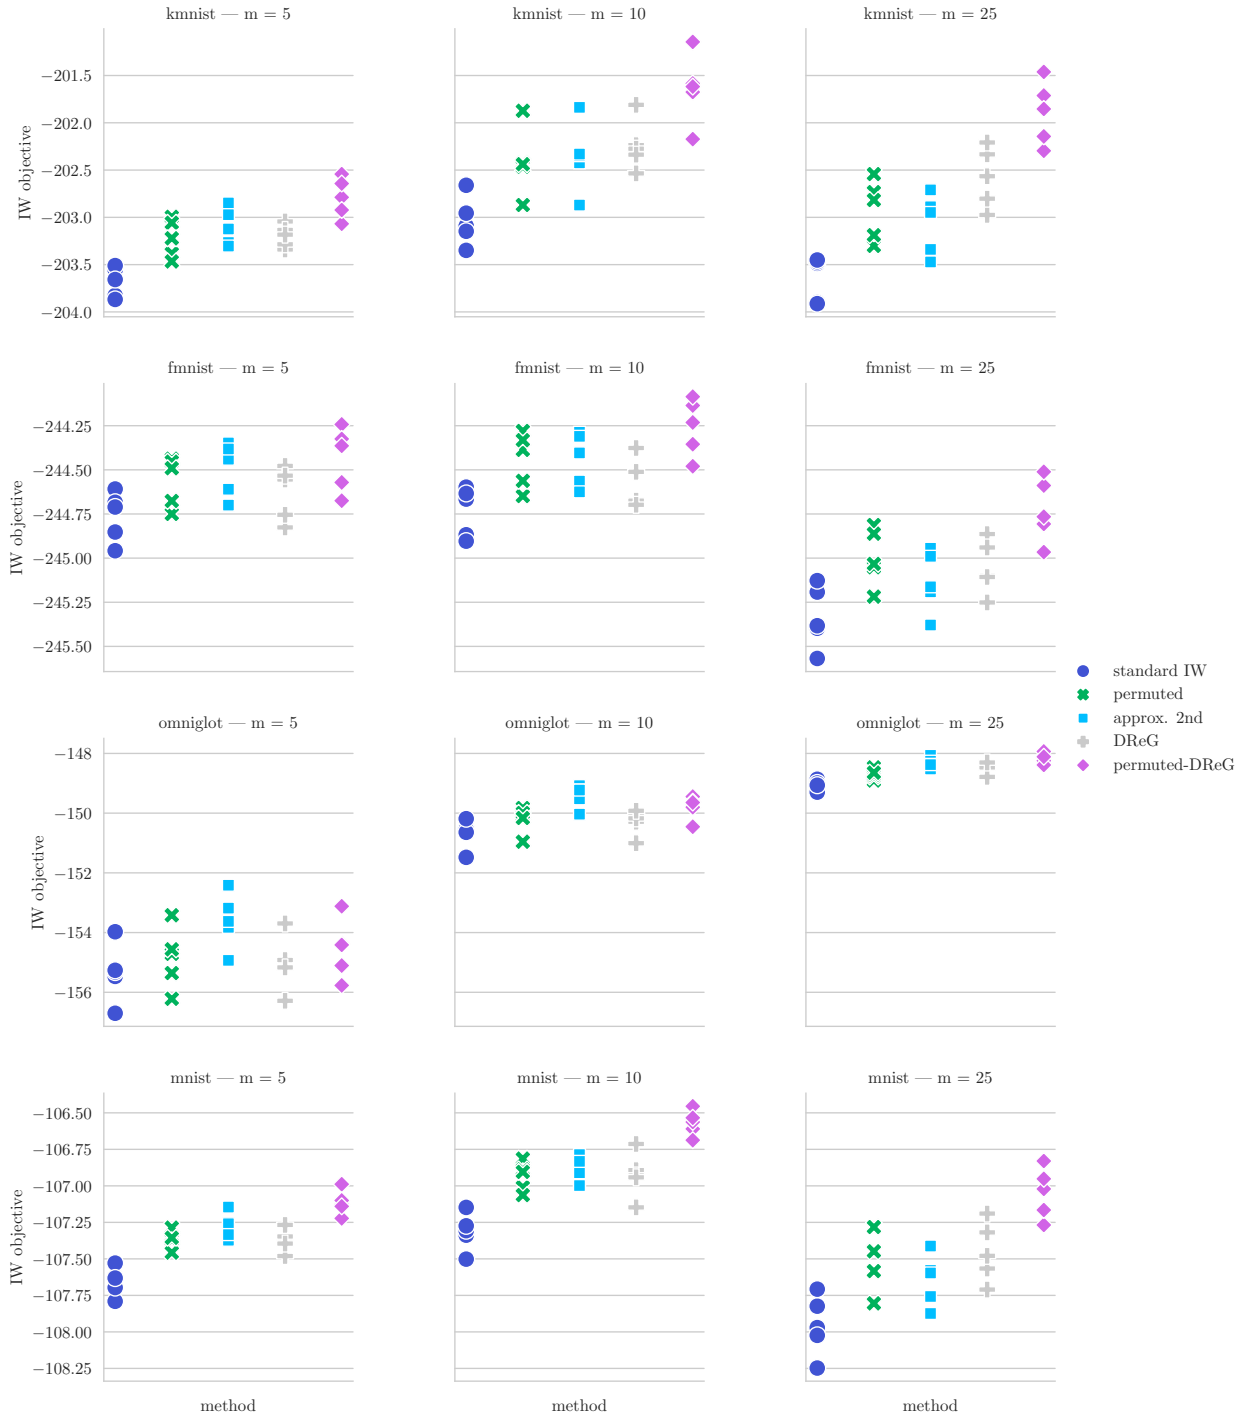 kmnist — m = 5
kmnist — m = 10
kmnist — m = 25
IW objective
−201.5
−202.0
−202.5
−203.0
−203.5
−204.0
fmnist — m = 5
fmnist — m = 10
fmnist — m = 25
IW objective
−244.25
−244.50
−244.75
−245.00
−245.25
−245.50
standard IW
permuted
approx. 2nd
DReG
permuted-DReG
omniglot — m = 5
omniglot — m = 10
omniglot — m = 25
IW objective
−148
−150
−152
−154
−156
mnist — m = 5
mnist — m = 10
mnist — m = 25
IW objective
−106.50
−106.75
−107.00
−107.25
−107.50
−107.75
−108.00
−108.25
method
method
method